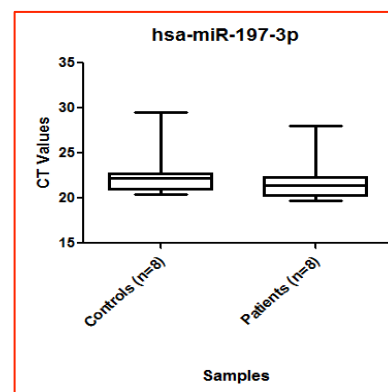 hsa-miR-197-3p
35
30
25
20
15
CT Values
Controls (n=8)
Patients (n=8)
Samples